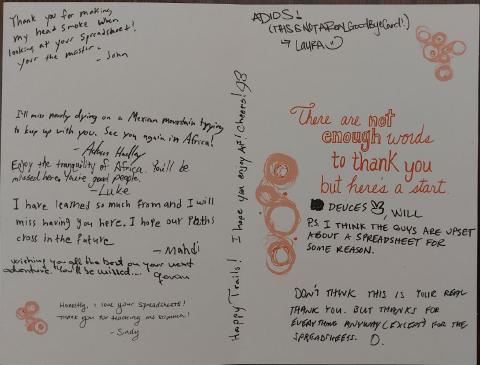 Thank you for making
my head smoke when
looking at your spreadsheet!
your the master.
- John
I'll miss nearly dying on a Mexican mountain trying
to kup up with you. See you again in Africa!
- Adam
Enjoy the tranquility of Africa. You'll be
missed here. You're good people.
- Luke
I have learned so much from and I will
miss having you here. I hope our paths
cross in the future
- Mahdi
wishing you all the best on your next
adventure. You'll be missed....
Honestly, i love your spreadsheets!
Thank you for teaching me
- Sindy
Happy Trails! I hope you enjoy Af! Cheers!
ADIOS!
(THIS IS NOT A REAL GOODBYE CARD!)
LAURA
There are not
enough words
to thank you
but here's a start.
DEUCES, WILL
P.S. I THINK THE GUYS ARE UPSET
ABOUT A SPREADSHEET FOR
SOME REASON.
DON'T THINK THIS IS YOUR REAL
THANK YOU. BUT THANKS FOR
EVERYTHING ANYWAY (EXCEPT) FOR THE
SPREADSHEETS. D.